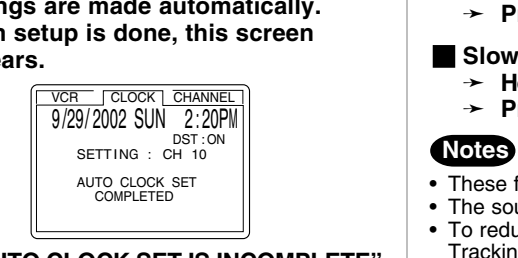 ngs are made automatically.
setup is done, this screen
ears.
VCR CLOCK CHANNEL
9/29/2002 SUN 2:20PM
DST:ON
SETTING : CH 10
AUTO CLOCK SET
COMPLETED
CLOCK SET IS INCOMPLETE”
P
Slow
H
P
Notes
• These f
• The sou
• To redu
Trackin